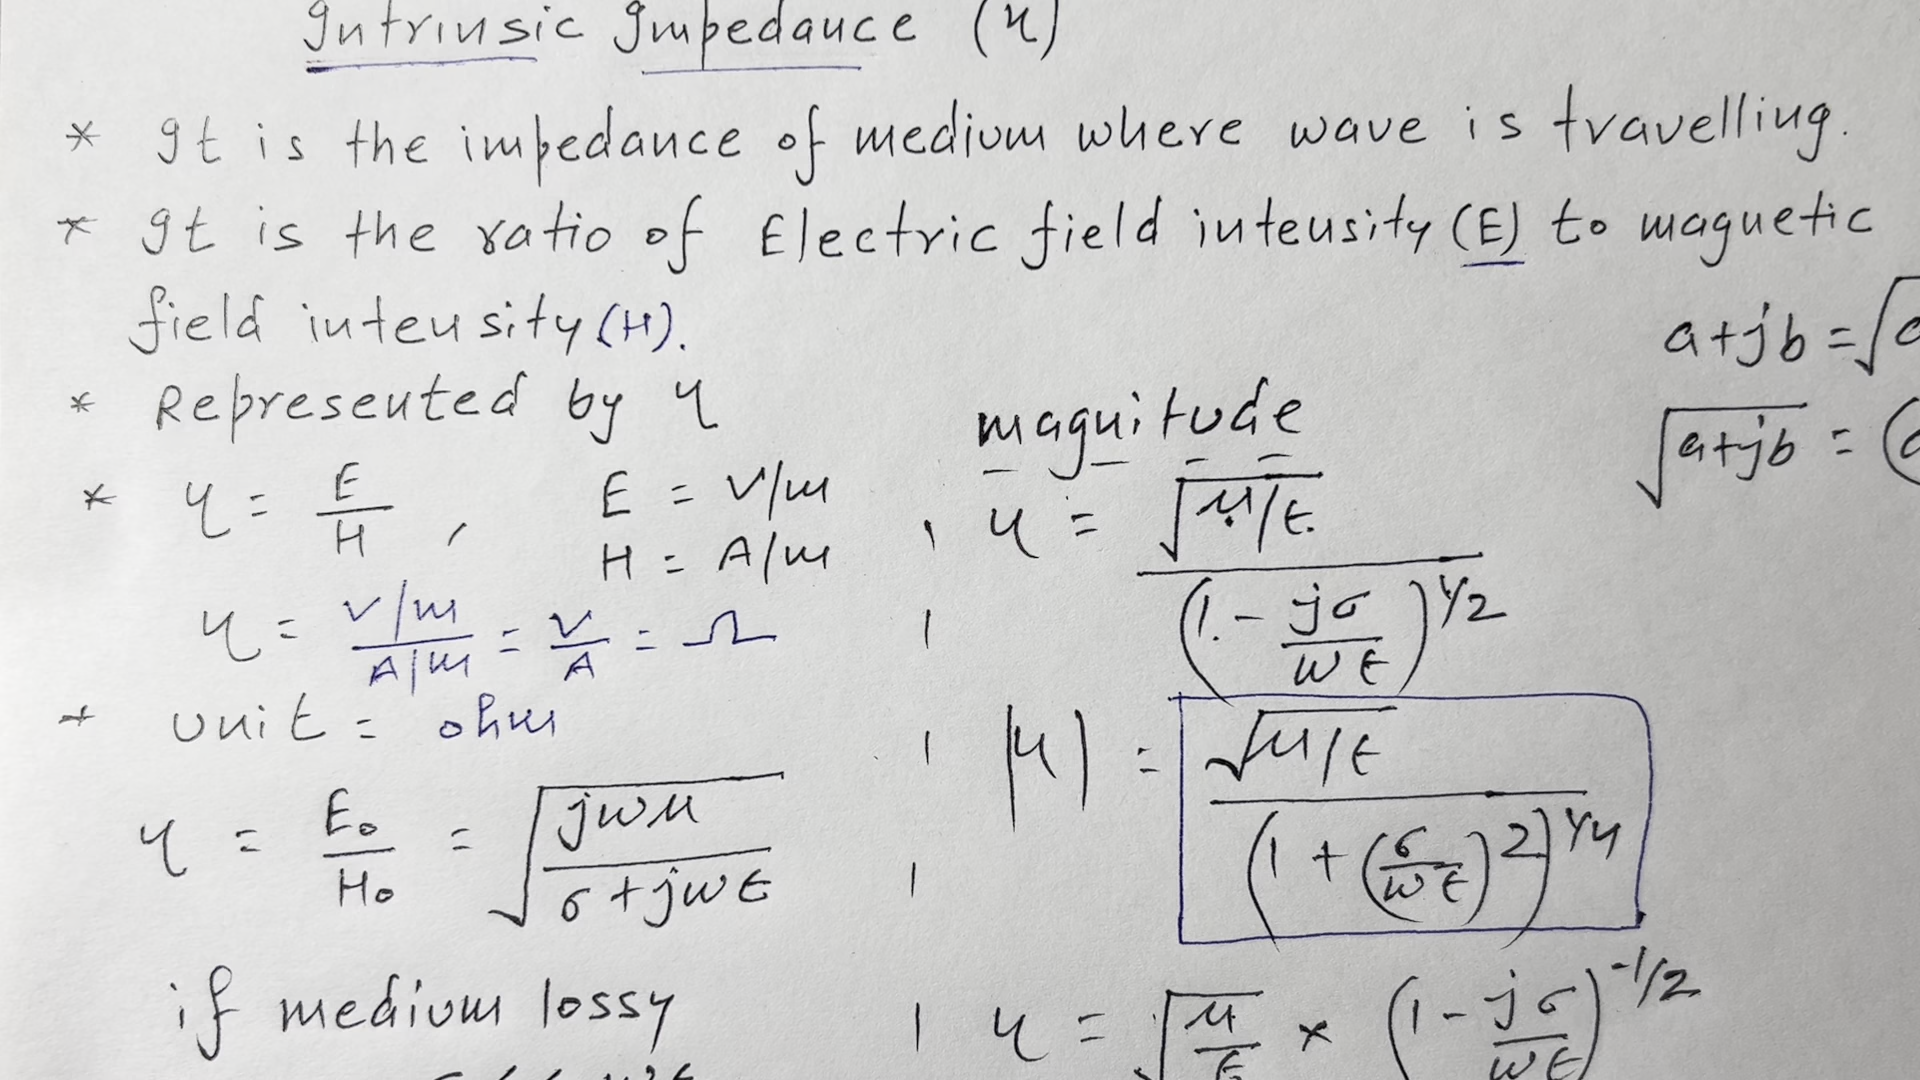 Intrinsic Impedance (η)
* It is the impedance of medium where wave is travelling.
* It is the ratio of Electric field intensity (E) to magnetic
field intensity (H).
* Represented by η
* η = E/H , E = V/m
H = A/m
η = (V/m)/(A/m) = V/A = Ω
* unit = ohm
η = E₀/H₀ = √(jωμ/(σ+jωϵ))
if medium lossy
a+jb = √
√(a+jb) = (
magnitude
η = √(μ/ϵ) / (1 - jσ/ωϵ)^1/2
|η| = √(μ/ϵ) / (1 + (σ/ωϵ)²)^1/4
η = √(μ/ϵ) × (1 - jσ/ωϵ)^-1/2